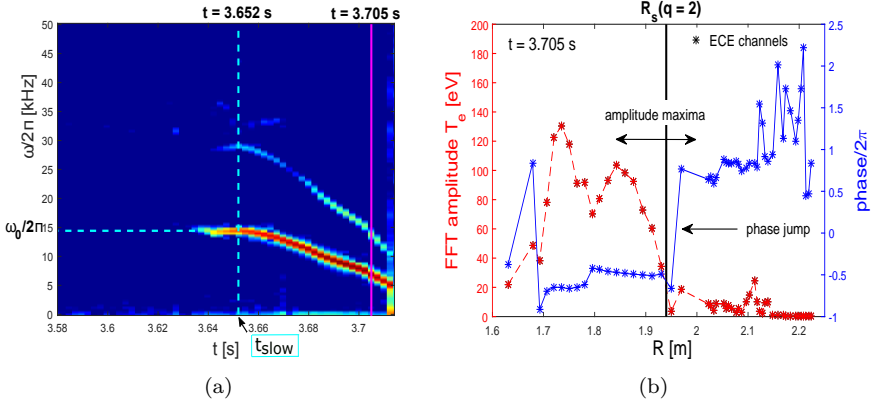 t = 3.652 s
t = 3.705 s
50
45
40
35
30
25
20
15
10
5
0
ω/2π [kHz]
ω₀/2π
3.58
3.6
3.62
3.64
3.66
3.68
3.7
t [s]
tslow
(a)
Rs(q = 2)
t = 3.705 s
ECE channels
amplitude maxima
phase jump
200
180
160
140
120
100
80
60
40
20
0
FFT amplitude Te [eV]
2.5
2
1.5
1
0.5
0
-0.5
-1
phase/2π
1.6
1.7
1.8
1.9
2
2.1
2.2
R [m]
(b)